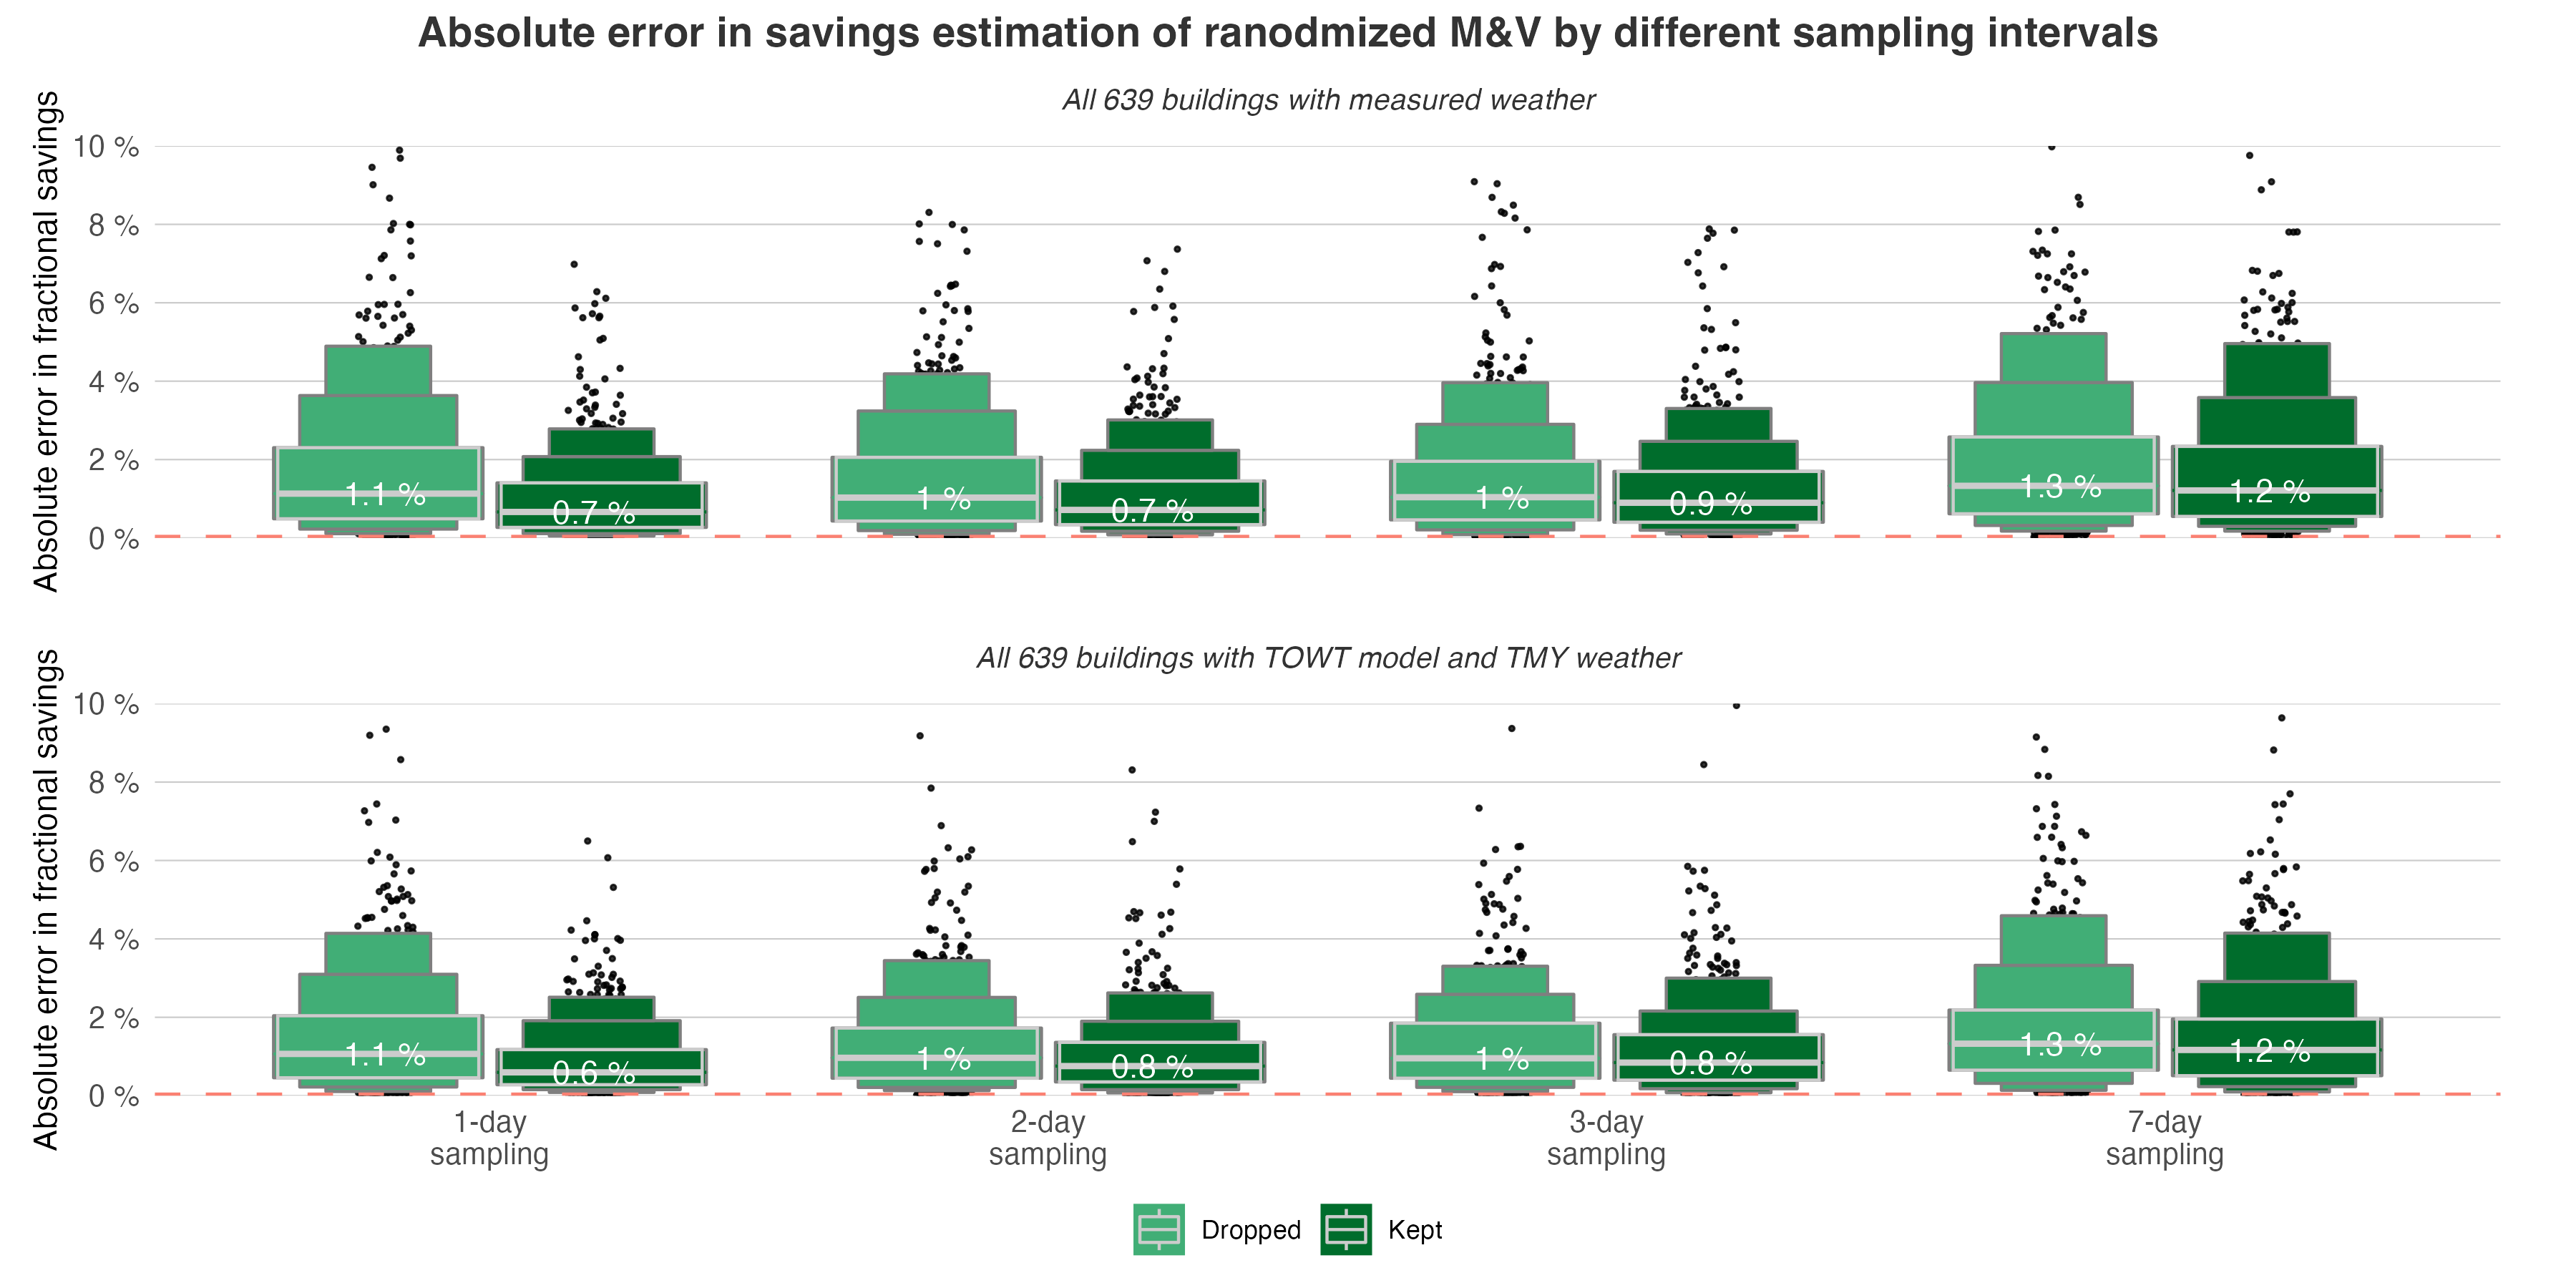 Absolute error in savings estimation of ranodmized M&V by different sampling intervals
All 639 buildings with measured weather
Absolute error in fractional savings
10 %
8 %
6 %
4 %
2 %
0 %
1.1 %
0.7 %
1 %
0.7 %
1 %
0.9 %
1.3 %
1.2 %
All 639 buildings with TOWT model and TMY weather
Absolute error in fractional savings
10 %
8 %
6 %
4 %
2 %
0 %
1.1 %
0.6 %
1 %
0.8 %
1 %
0.8 %
1.3 %
1.2 %
1-day
sampling
2-day
sampling
3-day
sampling
7-day
sampling
Dropped
Kept